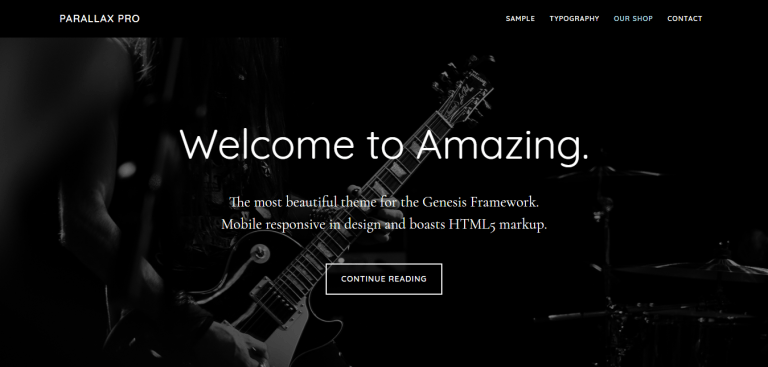 PARALLAX PRO
SAMPLE TYPOGRAPHY OUR SHOP CONTACT
Welcome to Amazing.
The most beautiful theme for the Genesis Framework.
Mobile responsive in design and boasts HTML5 markup.
CONTINUE READING